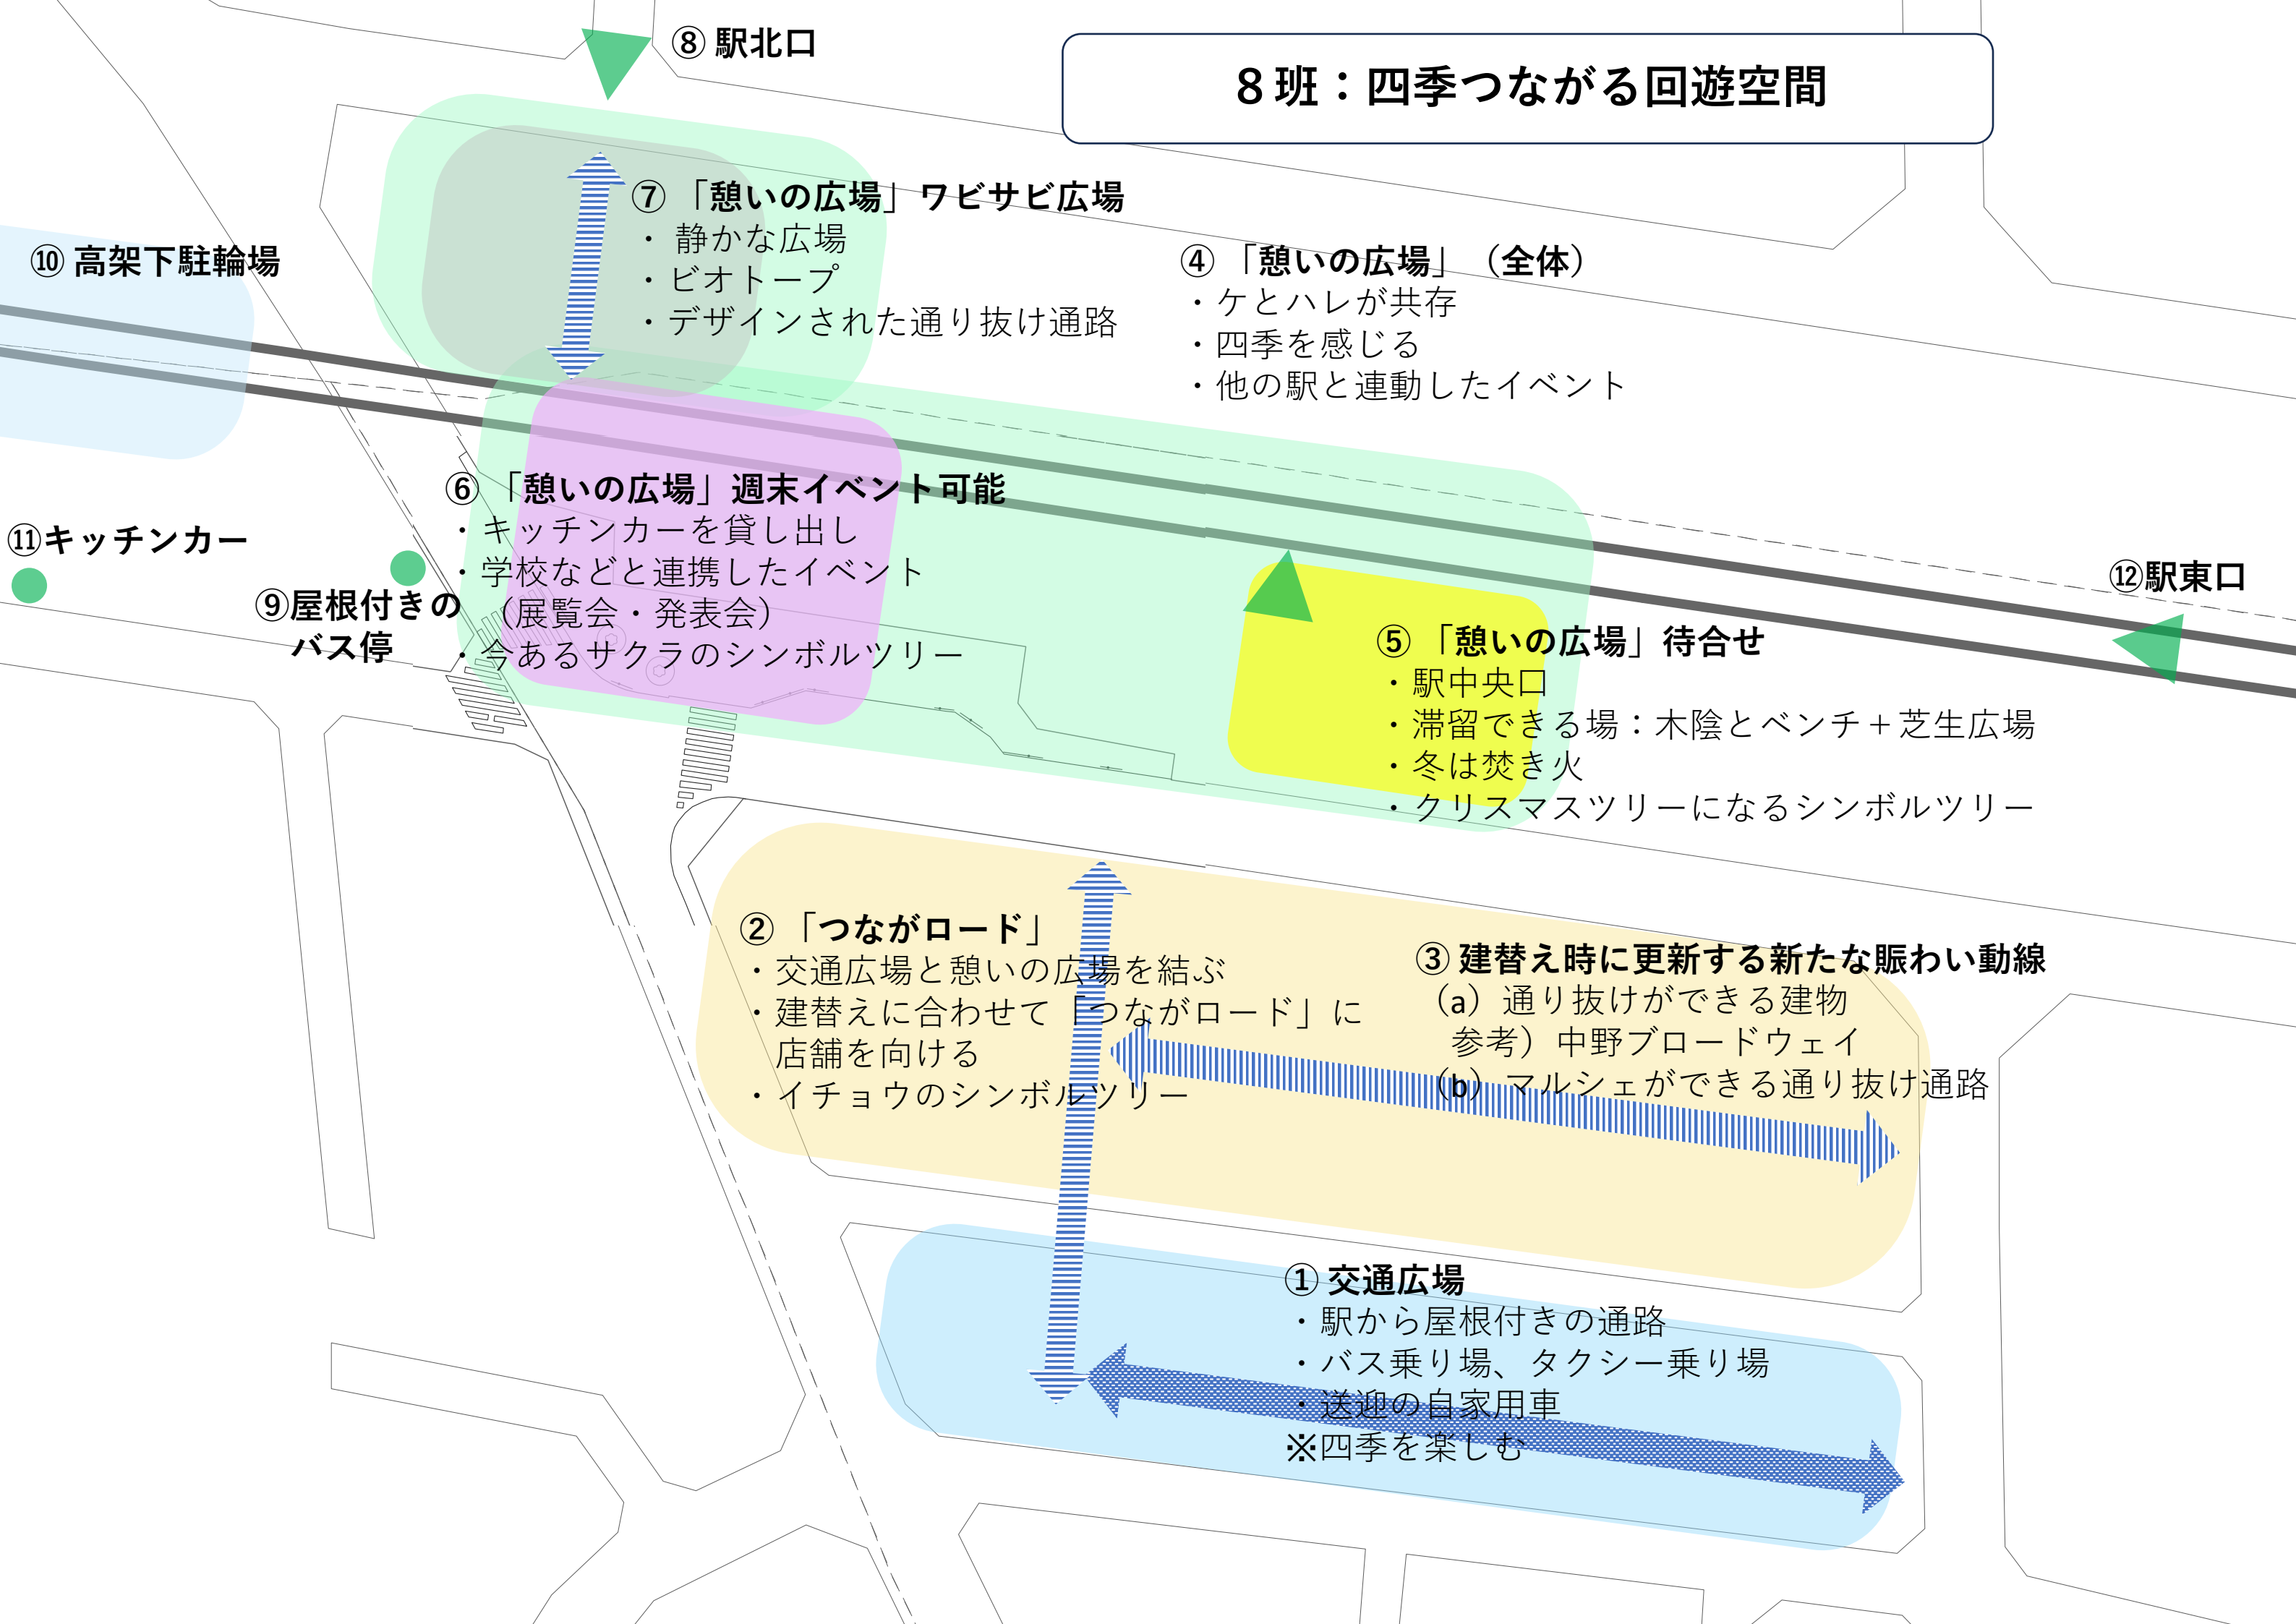 ８班：四季つながる回遊空間
⑧ 駅北口
⑦ 「憩いの広場」ワビサビ広場
・ 静かな広場
・ビオトープ
・デザインされた通り抜け通路
⑩ 高架下駐輪場
④ 「憩いの広場」（全体）
・ケとハレが共存
・四季を感じる
・他の駅と連動したイベント
⑥ 「憩いの広場」週末イベント可能
・キッチンカーを貸し出し
・学校などと連携したイベント
（展覧会・発表会）
・今あるサクラのシンボルツリー
⑪キッチンカー
⑨屋根付きの
バス停
⑫駅東口
⑤ 「憩いの広場」待合せ
・駅中央口
・滞留できる場：木陰とベンチ＋芝生広場
・冬は焚き火
・クリスマスツリーになるシンボルツリー
② 「つながロード」
・交通広場と憩いの広場を結ぶ
・建替えに合わせて「つながロード」に
店舗を向ける
・イチョウのシンボルツリー
③ 建替え時に更新する新たな賑わい動線
（a）通り抜けができる建物
参考）中野ブロードウェイ
（b）マルシェができる通り抜け通路
① 交通広場
・駅から屋根付きの通路
・バス乗り場、タクシー乗り場
・送迎の自家用車
※四季を楽しむ